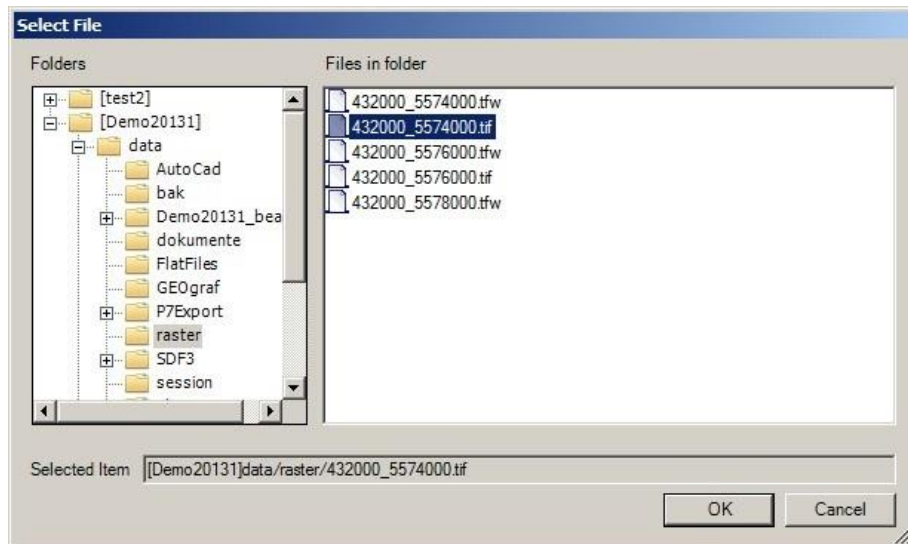 Select File
Folders
Files in folder
[test2]
[Demo20131]
data
AutoCad
bak
Demo20131_bea
dokumente
FlatFiles
GEOgraf
P7Export
raster
SDF3
session
432000_5574000.tfw
432000_5574000.tif
432000_5576000.tfw
432000_5576000.tif
432000_5578000.tfw
Selected Item [Demo20131]data/raster/432000_5574000.tif
OK Cancel